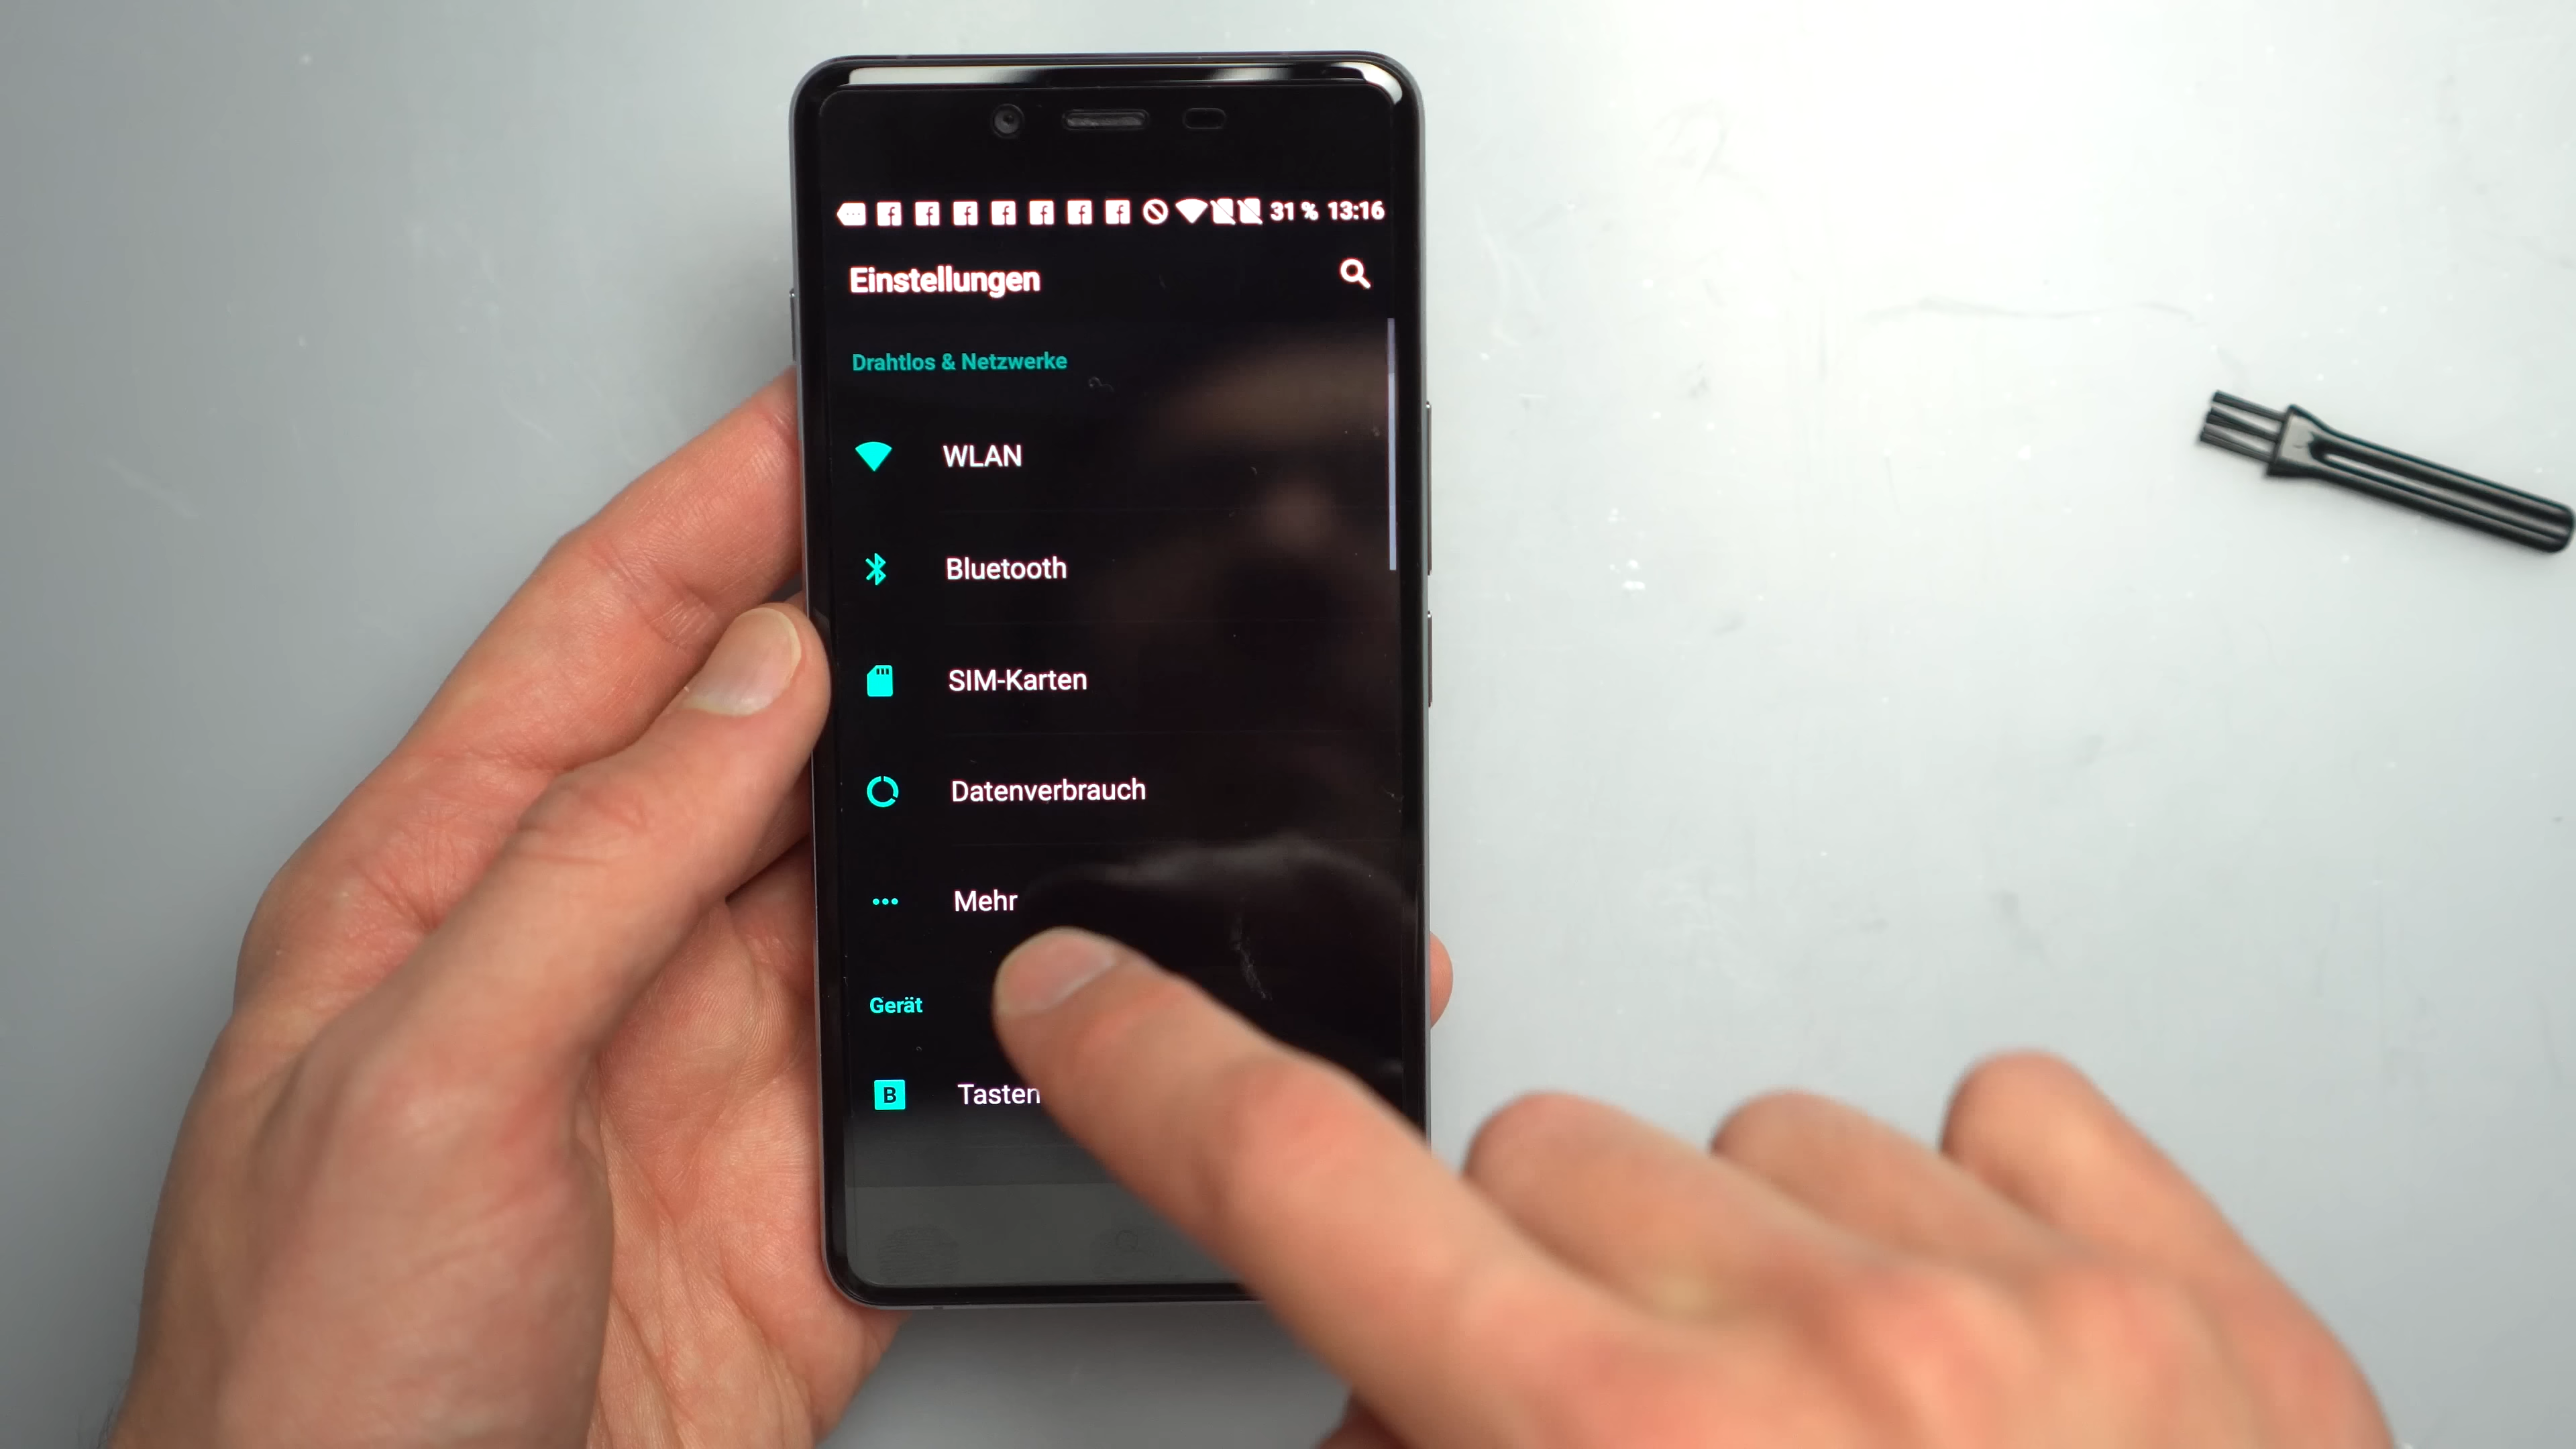 31 % 13:16
Einstellungen
Drahtlos & Netzwerke
WLAN
Bluetooth
SIM-Karten
Datenverbrauch
Mehr
Gerät
B Tasten